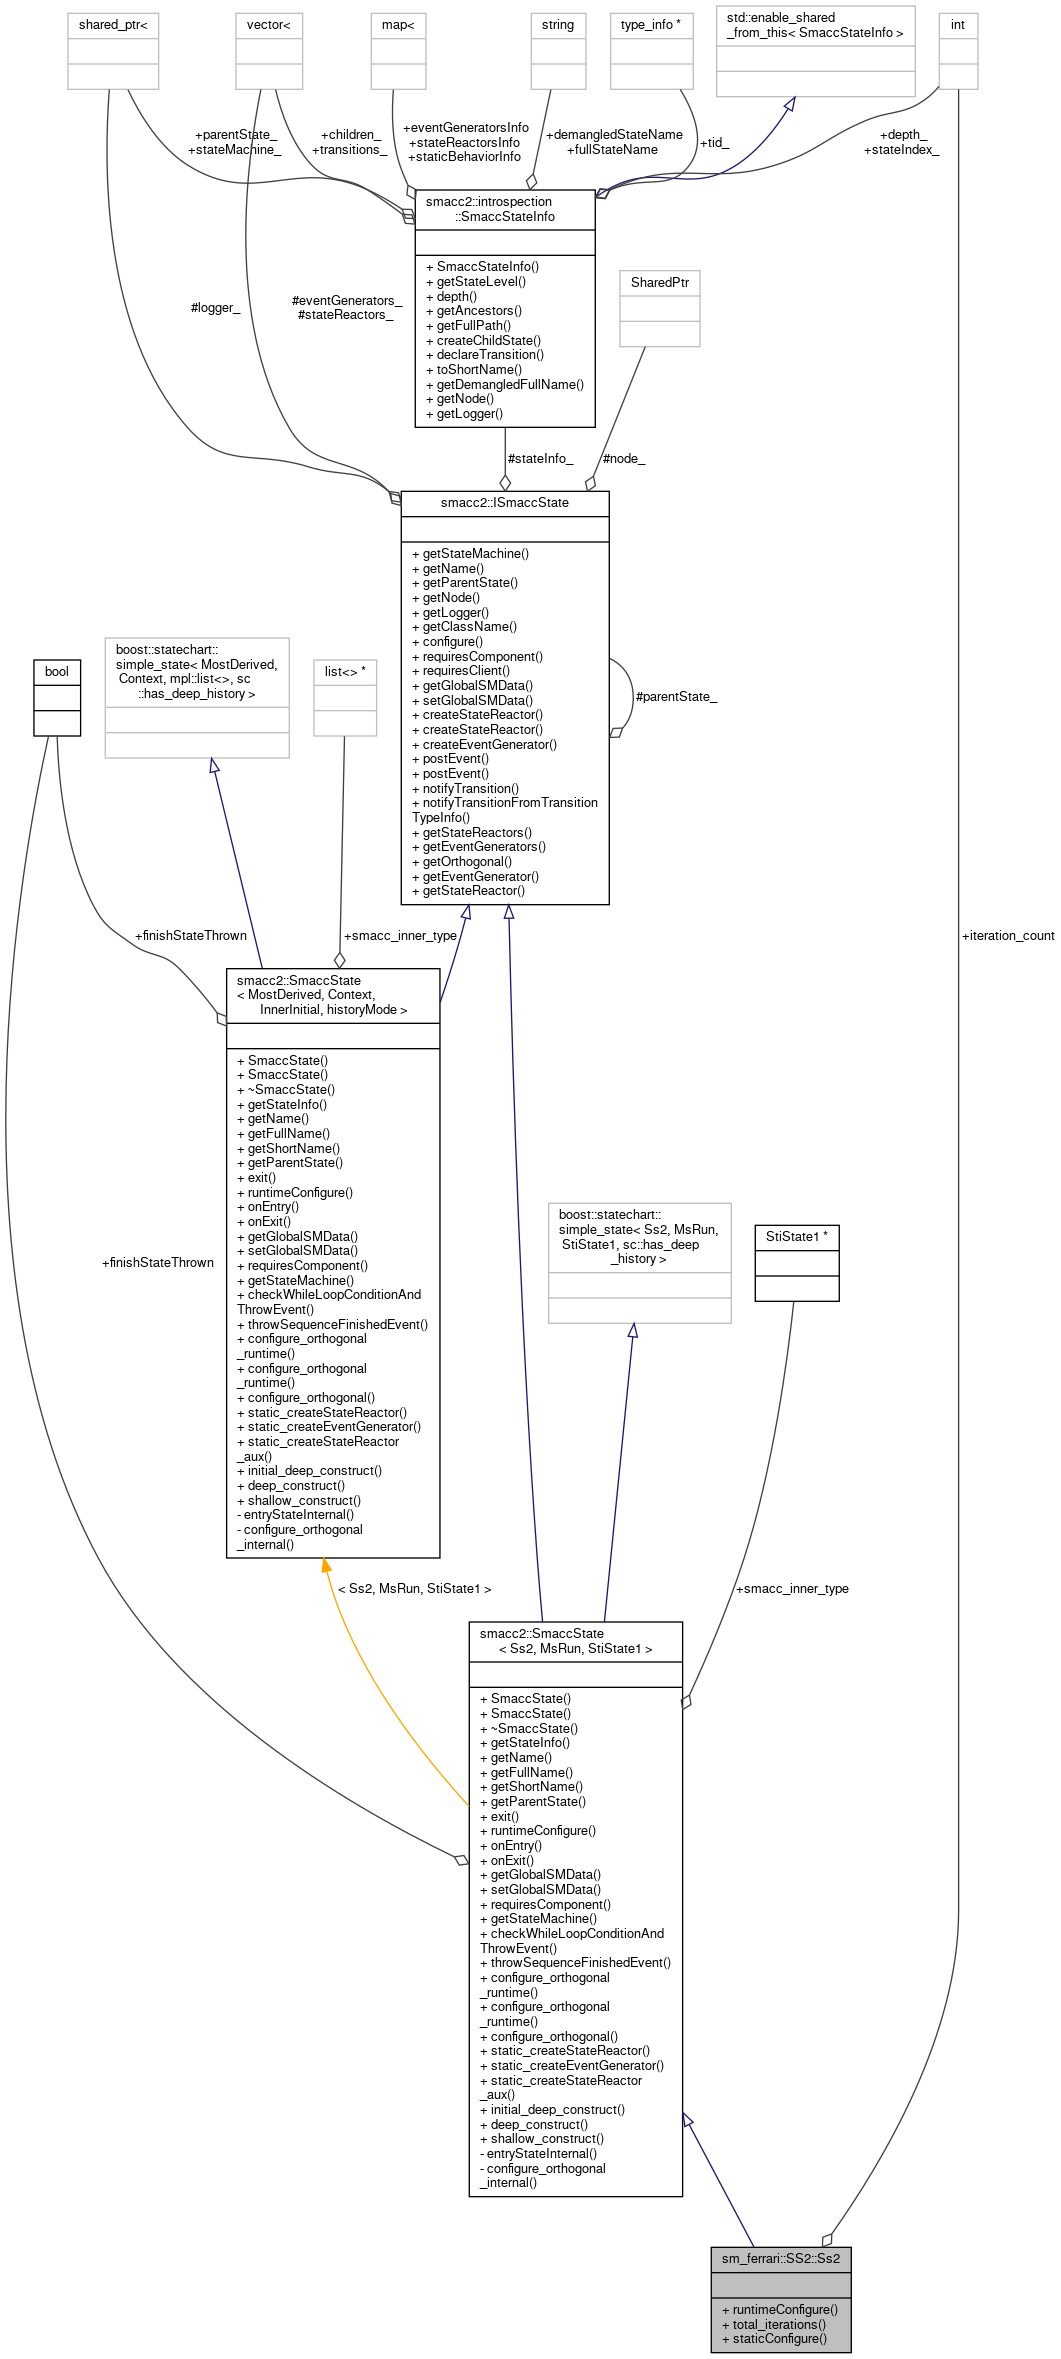 shared_ptr<
vector<
map<
string
type_info *
std::enable_shared
_from_this< SmaccStateInfo >
int
+parentState_
+stateMachine_
+children_
+transitions_
+eventGeneratorsInfo
+stateReactorsInfo
+staticBehaviorInfo
+demangledStateName
+fullStateName
+tid_
+depth_
+stateIndex_
smacc2::introspection
::SmaccStateInfo
+ SmaccStateInfo()
+ getStateLevel()
+ depth()
+ getAncestors()
+ getFullPath()
+ createChildState()
+ declareTransition()
+ toShortName()
+ getDemangledFullName()
+ getNode()
+ getLogger()
SharedPtr
#logger_
#eventGenerators_
#stateReactors_
#stateInfo_
#node_
smacc2::ISmaccState
+ getStateMachine()
+ getName()
+ getParentState()
+ getNode()
+ getLogger()
+ getClassName()
+ configure()
+ requiresComponent()
+ requiresClient()
+ getGlobalSMData()
+ setGlobalSMData()
+ createStateReactor()
+ createStateReactor()
+ createEventGenerator()
+ postEvent()
+ postEvent()
+ notifyTransition()
+ notifyTransitionFromTransition
TypeInfo()
+ getStateReactors()
+ getEventGenerators()
+ getOrthogonal()
+ getEventGenerator()
+ getStateReactor()
#parentState_
bool
boost::statechart::
simple_state< MostDerived,
Context, mpl::list<>, sc
::has_deep_history >
list<> *
+finishStateThrown
+smacc_inner_type
+iteration_count
smacc2::SmaccState
< MostDerived, Context,
InnerInitial, historyMode >
+ SmaccState()
+ SmaccState()
+ ~SmaccState()
+ getStateInfo()
+ getName()
+ getFullName()
+ getShortName()
+ getParentState()
+ exit()
+ runtimeConfigure()
+ onEntry()
+ onExit()
+ getGlobalSMData()
+ setGlobalSMData()
+ requiresComponent()
+ getStateMachine()
+ checkWhileLoopConditionAnd
ThrowEvent()
+ throwSequenceFinishedEvent()
+ configure_orthogonal
_runtime()
+ configure_orthogonal
_runtime()
+ configure_orthogonal()
+ static_createStateReactor()
+ static_createEventGenerator()
+ static_createStateReactor
_aux()
+ initial_deep_construct()
+ deep_construct()
+ shallow_construct()
- entryStateInternal()
- configure_orthogonal
_internal()
+finishStateThrown
boost::statechart::
simple_state< Ss2, MsRun,
StiState1, sc::has_deep
_history >
StiState1 *
< Ss2, MsRun, StiState1 >
+smacc_inner_type
smacc2::SmaccState
< Ss2, MsRun, StiState1 >
+ SmaccState()
+ SmaccState()
+ ~SmaccState()
+ getStateInfo()
+ getName()
+ getFullName()
+ getShortName()
+ getParentState()
+ exit()
+ runtimeConfigure()
+ onEntry()
+ onExit()
+ getGlobalSMData()
+ setGlobalSMData()
+ requiresComponent()
+ getStateMachine()
+ checkWhileLoopConditionAnd
ThrowEvent()
+ throwSequenceFinishedEvent()
+ configure_orthogonal
_runtime()
+ configure_orthogonal
_runtime()
+ configure_orthogonal()
+ static_createStateReactor()
+ static_createEventGenerator()
+ static_createStateReactor
_aux()
+ initial_deep_construct()
+ deep_construct()
+ shallow_construct()
- entryStateInternal()
- configure_orthogonal
_internal()
sm_ferrari::SS2::Ss2
+ runtimeConfigure()
+ total_iterations()
+ staticConfigure()